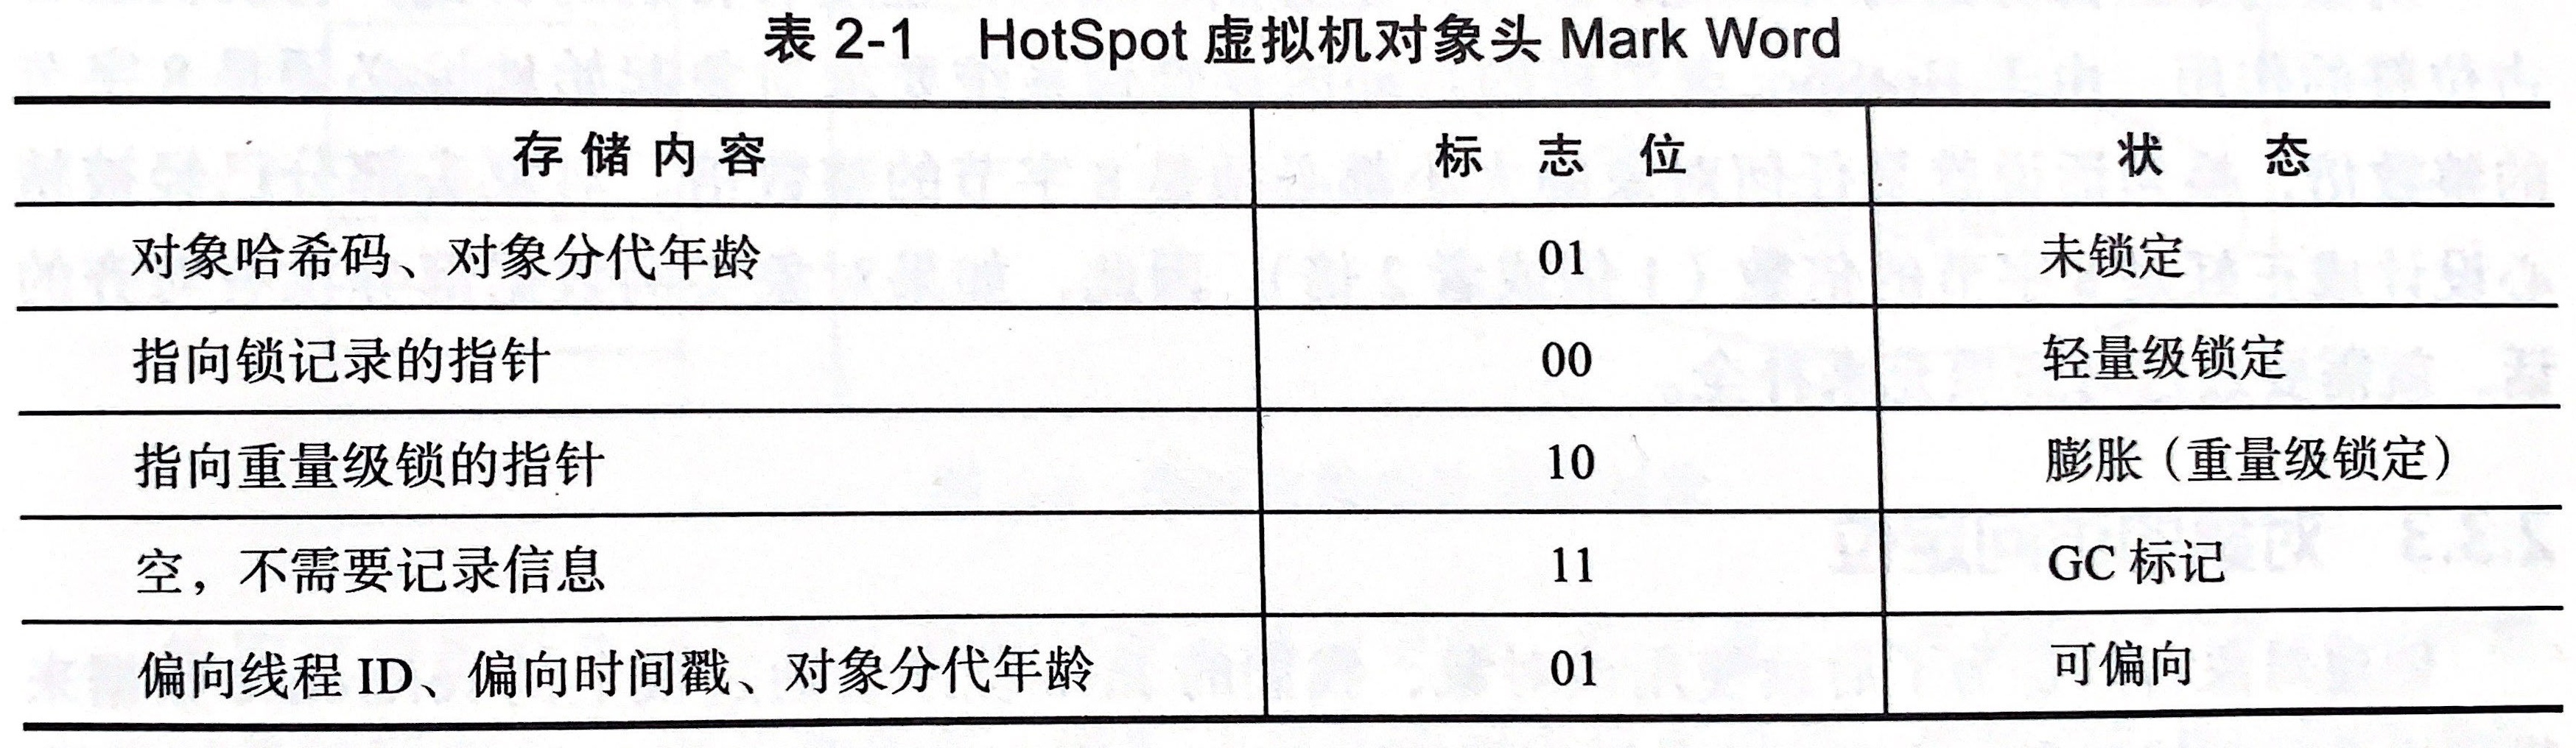 表 2-1 HotSpot 虚拟机对象头 Mark Word
存储内容 标志位 状态
对象哈希码、对象分代年龄 01 未锁定
指向锁记录的指针 00 轻量级锁定
指向重量级锁的指针 10 膨胀（重量级锁定）
空，不需要记录信息 11 GC 标记
偏向线程 ID、偏向时间戳、对象分代年龄 01 可偏向